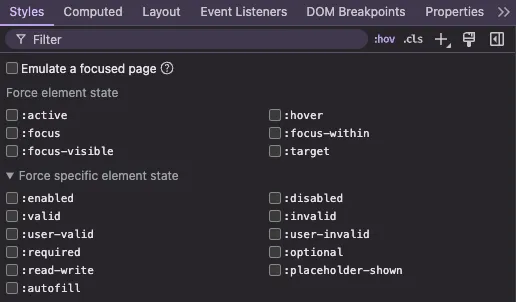 Styles Computed Layout Event Listeners DOM Breakpoints Properties
Filter :hov .cls
Emulate a focused page
Force element state
:active :hover
:focus :focus-within
:focus-visible :target
Force specific element state
:enabled :disabled
:valid :invalid
:user-valid :user-invalid
:required :optional
:read-write :placeholder-shown
:autofill